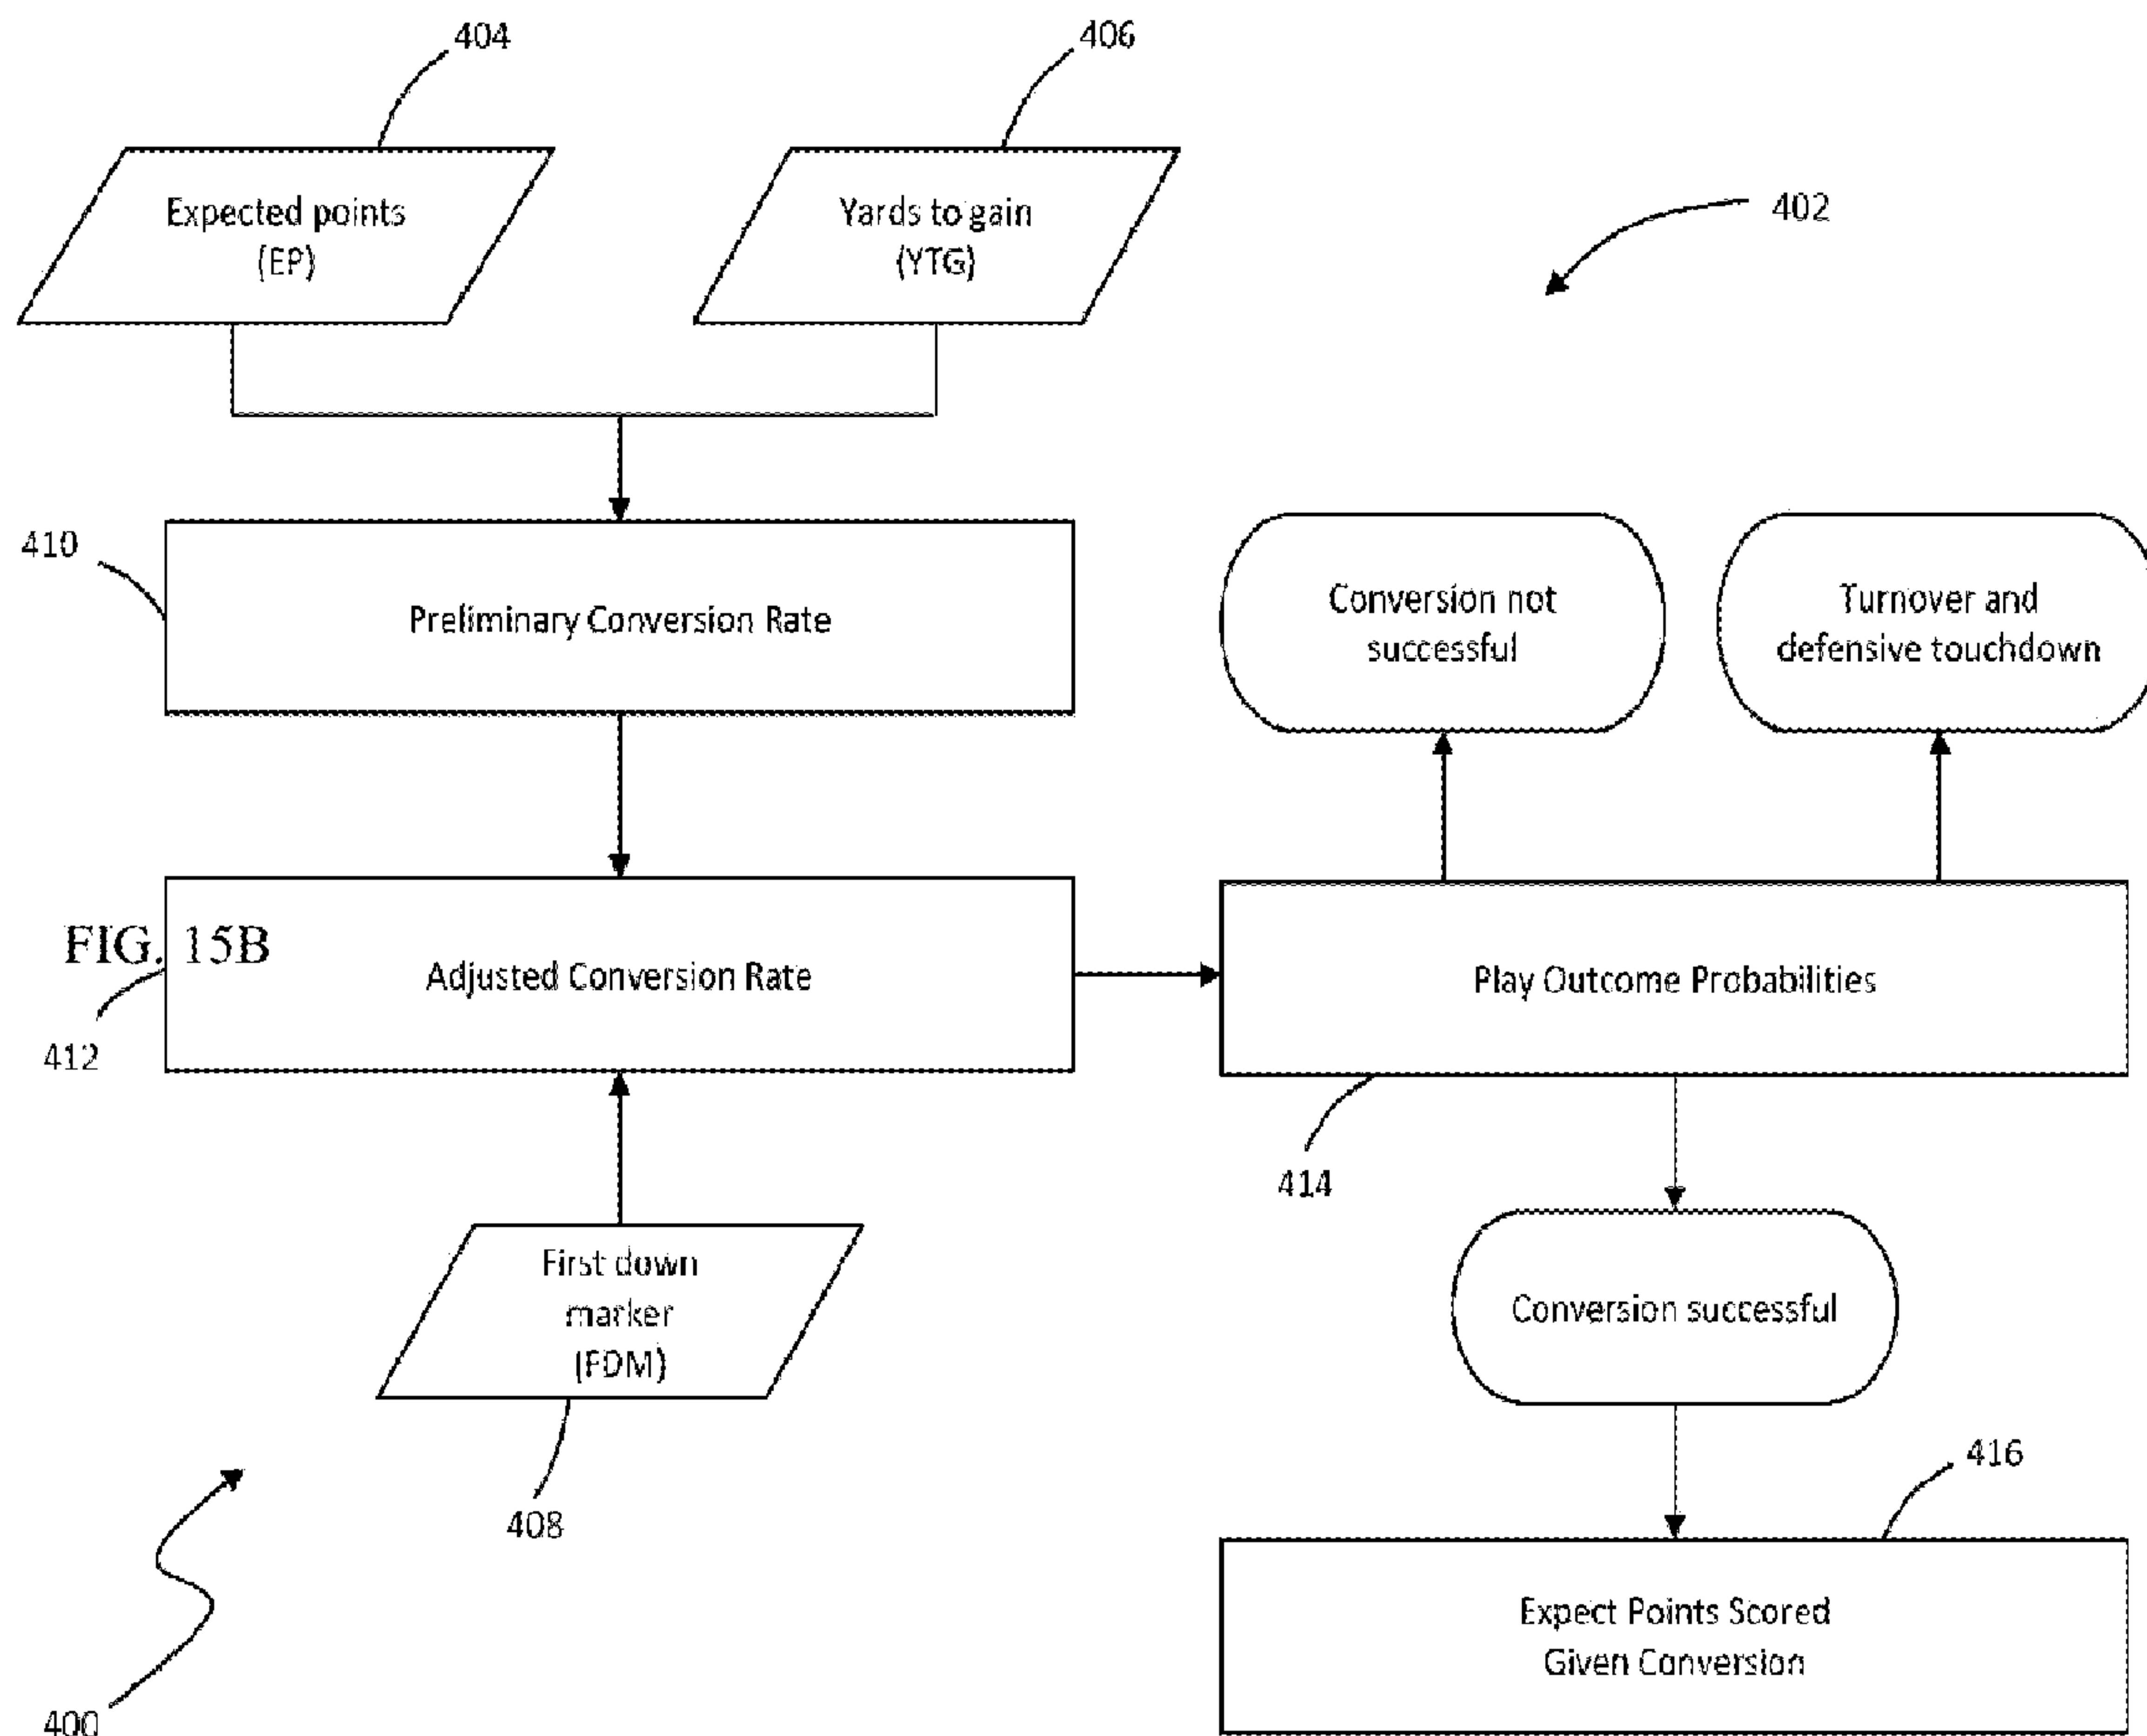 404
406
Expected points
(EP)
Yards to gain
(YTG)
402
410
Preliminary Conversion Rate
Conversion not
successful
Turnover and
defensive touchdown
FIG. 15B
Adjusted Conversion Rate
Play Outcome Probabilities
412
414
First down
marker
(FDM)
Conversion successful
408
416
Expect Points Scored
Given Conversion
400